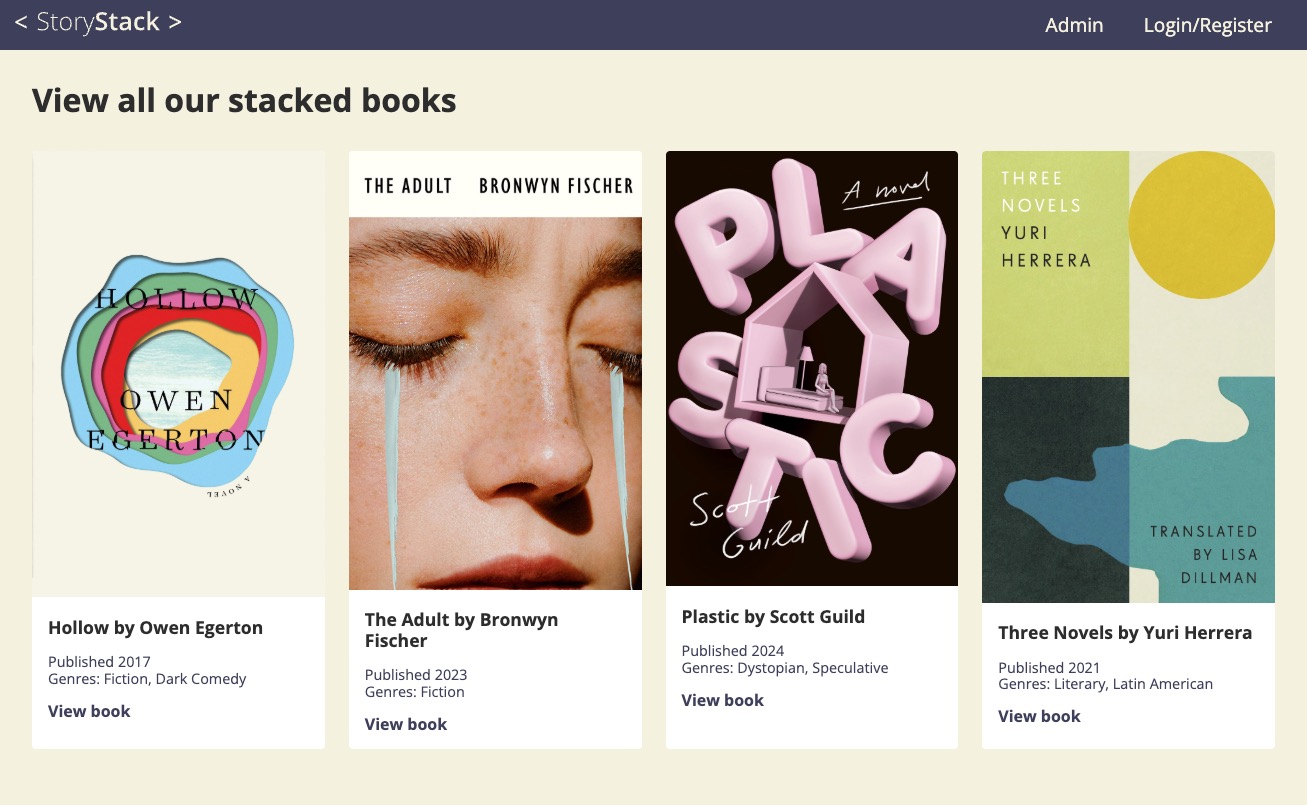 < StoryStack >
Admin
Login/Register
View all our stacked books
HOLLOW
OWEN
EGERTON
A NOVEL
Hollow by Owen Egerton
Published 2017
Genres: Fiction, Dark Comedy
View book
THE ADULT BRONWYN FISCHER
The Adult by Bronwyn
Fischer
Published 2023
Genres: Fiction
View book
A novel
PLA
STIC
Scott
Guild
Plastic by Scott Guild
Published 2024
Genres: Dystopian, Speculative
View book
THREE
NOVELS
YURI
HERRERA
TRANSLATED
BY LISA
DILLMAN
Three Novels by Yuri Herrera
Published 2021
Genres: Literary, Latin American
View book